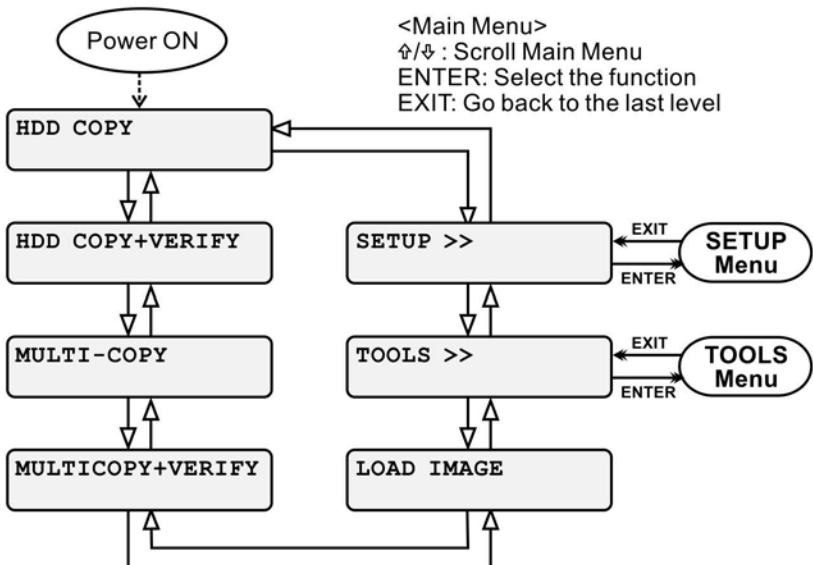 Power ON
<Main Menu>
⇧/⇩ : Scroll Main Menu
ENTER: Select the function
EXIT: Go back to the last level
HDD COPY
HDD COPY+VERIFY
MULTI-COPY
MULTICOPY+VERIFY
SETUP >>
EXIT
ENTER
SETUP
Menu
TOOLS >>
EXIT
ENTER
TOOLS
Menu
LOAD IMAGE